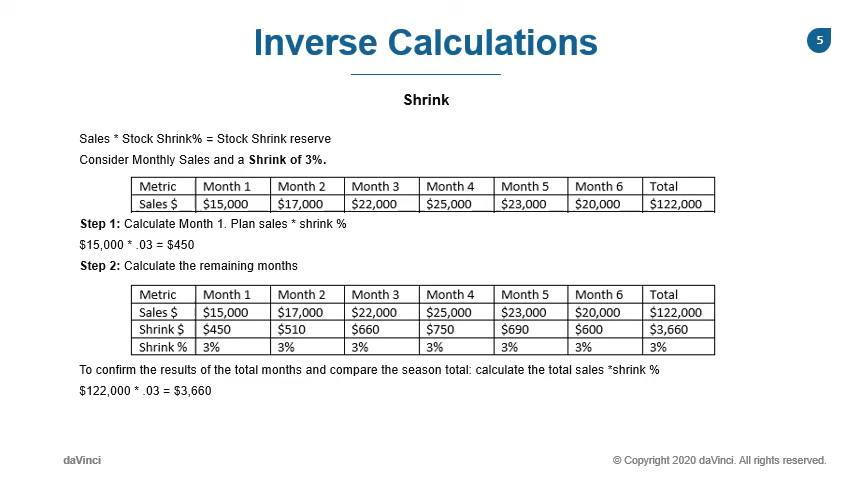 Inverse Calculations
5
Shrink
Sales * Stock Shrink% = Stock Shrink reserve
Consider Monthly Sales and a Shrink of 3%.
Metric Month 1 Month 2 Month 3 Month 4 Month 5 Month 6 Total
Sales $ $15,000 $17,000 $22,000 $25,000 $23,000 $20,000 $122,000
Step 1: Calculate Month 1. Plan sales * shrink %
$15,000 * .03 = $450
Step 2: Calculate the remaining months
Metric Month 1 Month 2 Month 3 Month 4 Month 5 Month 6 Total
Sales $ $15,000 $17,000 $22,000 $25,000 $23,000 $20,000 $122,000
Shrink $ $450 $510 $660 $750 $690 $600 $3,660
Shrink % 3% 3% 3% 3% 3% 3% 3%
To confirm the results of the total months and compare the season total: calculate the total sales *shrink %
$122,000 * .03 = $3,660
daVinci
© Copyright 2020 daVinci. All rights reserved.